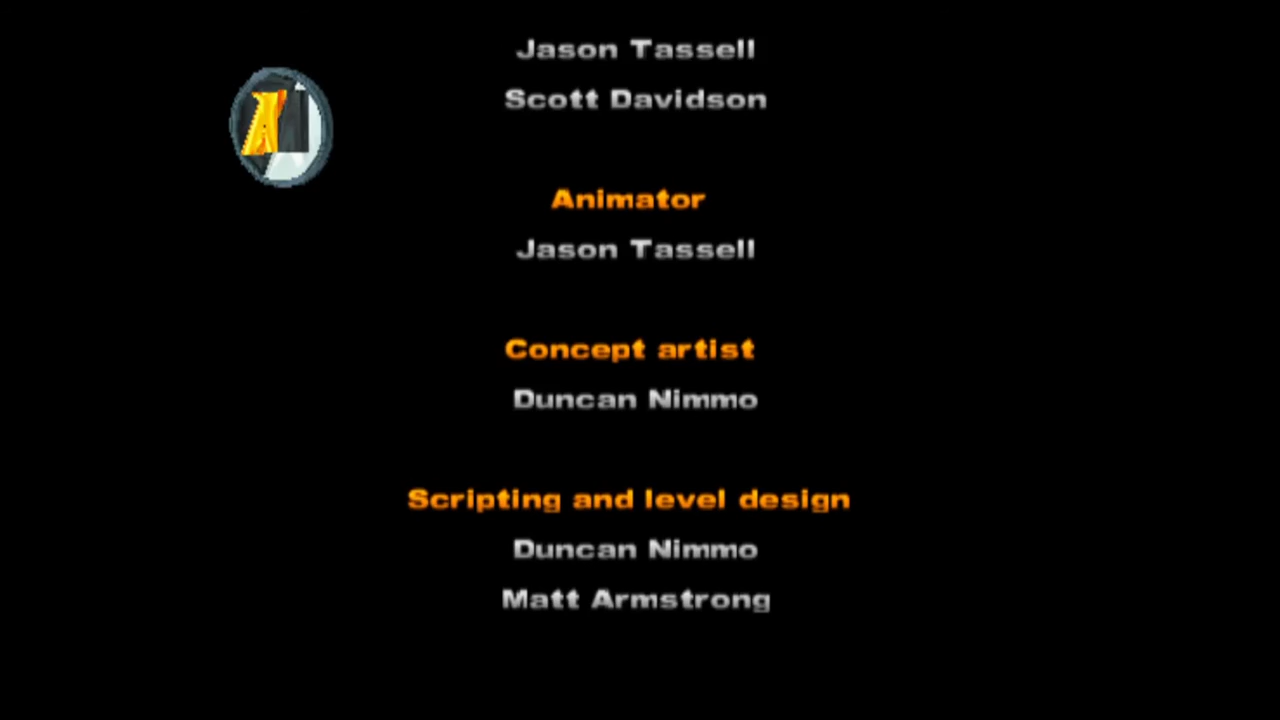 Jason Tassell
Scott Davidson
Animator
Jason Tassell
Concept artist
Duncan Nimmo
Scripting and level design
Duncan Nimmo
Matt Armstrong